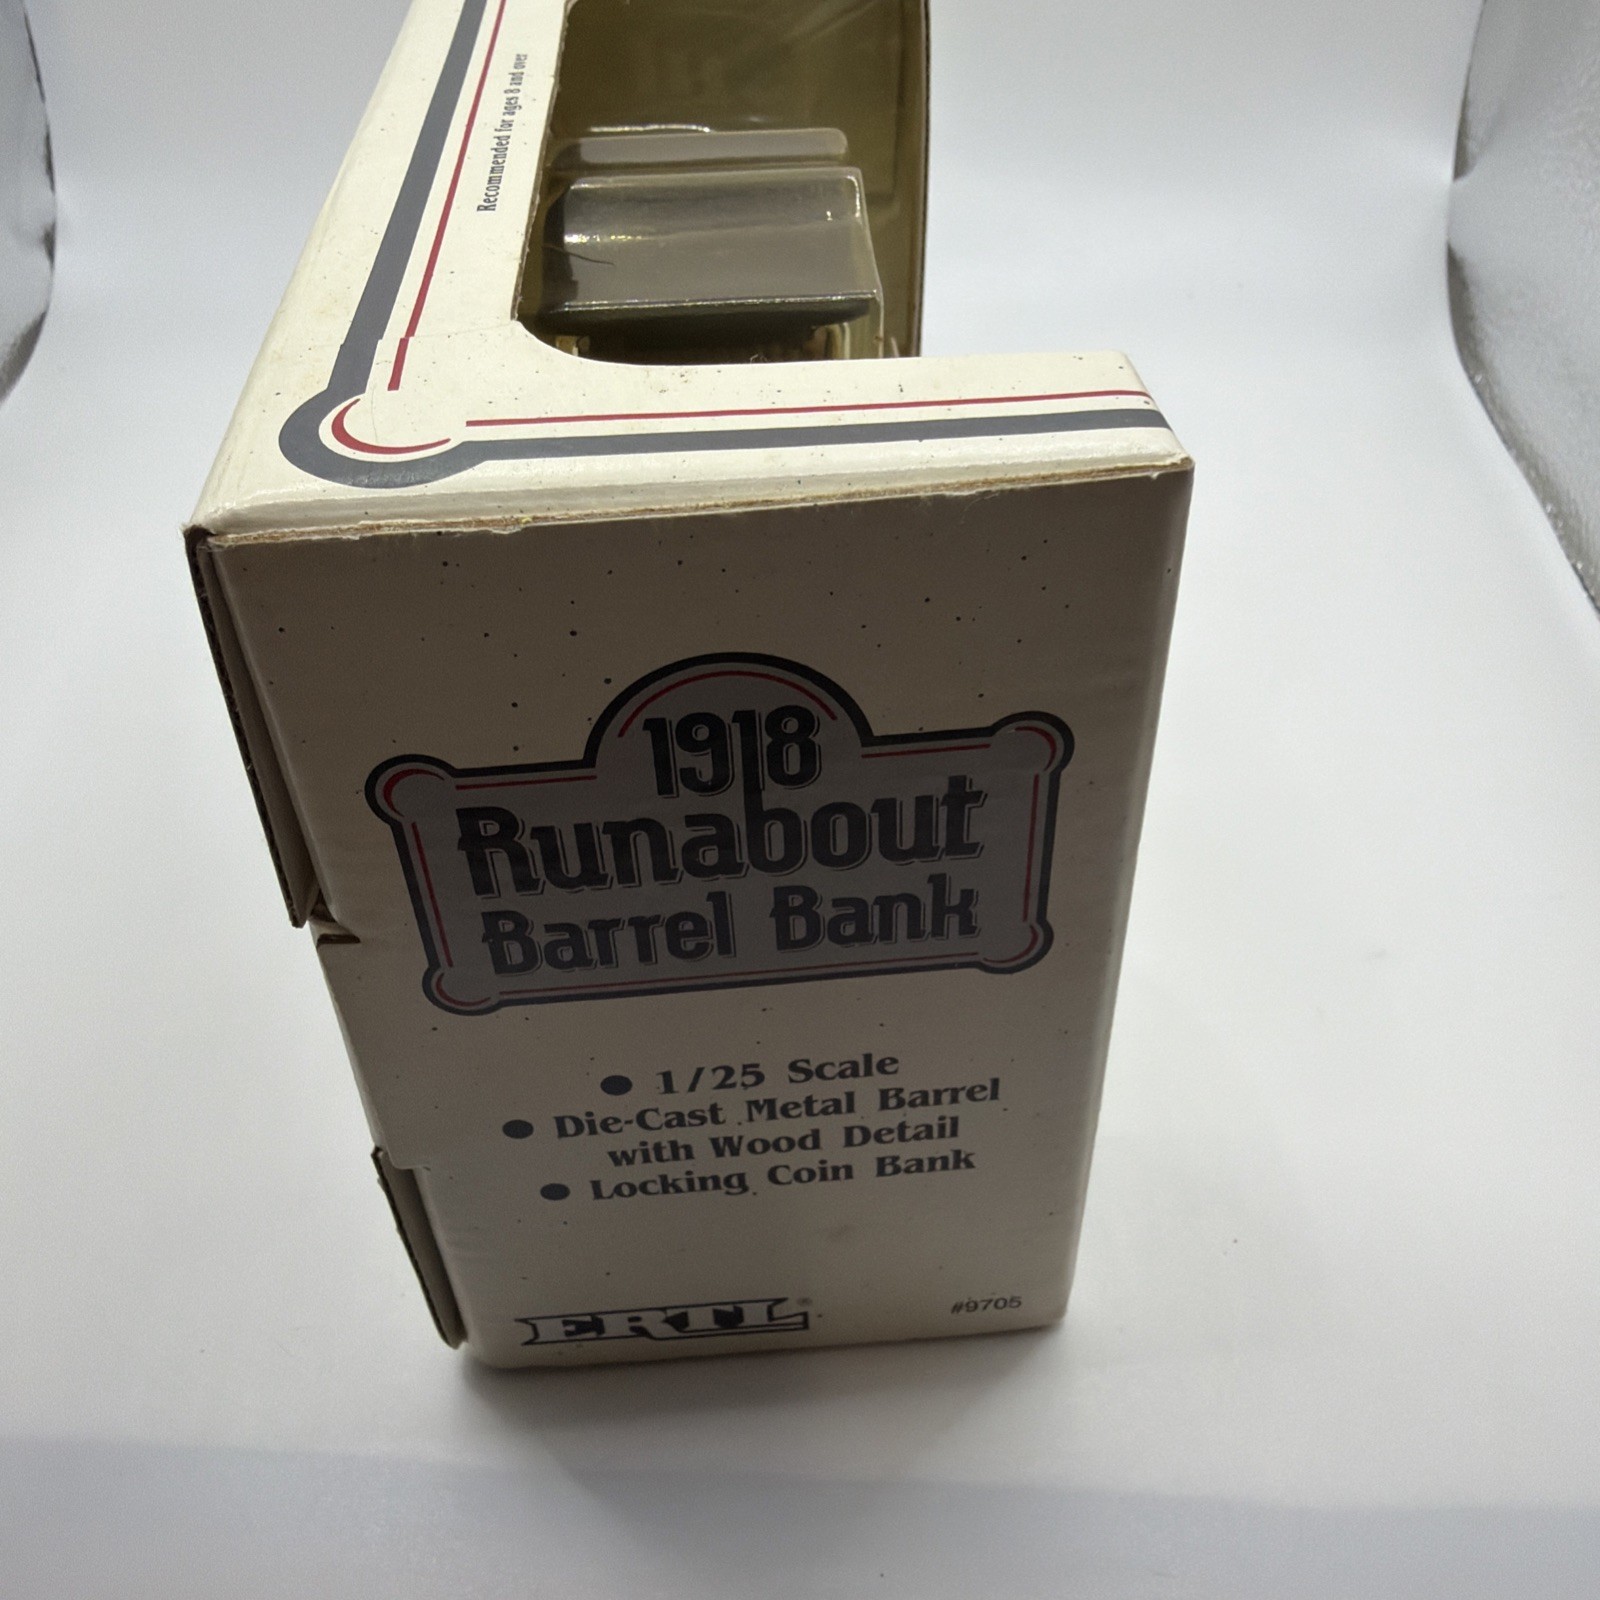 Recommended for ages 8 and over
1918
Runabout
Barrel Bank
● 1/25 Scale
● Die-Cast Metal Barrel
with Wood Detail
● Locking Coin Bank
ERTL®
#9705